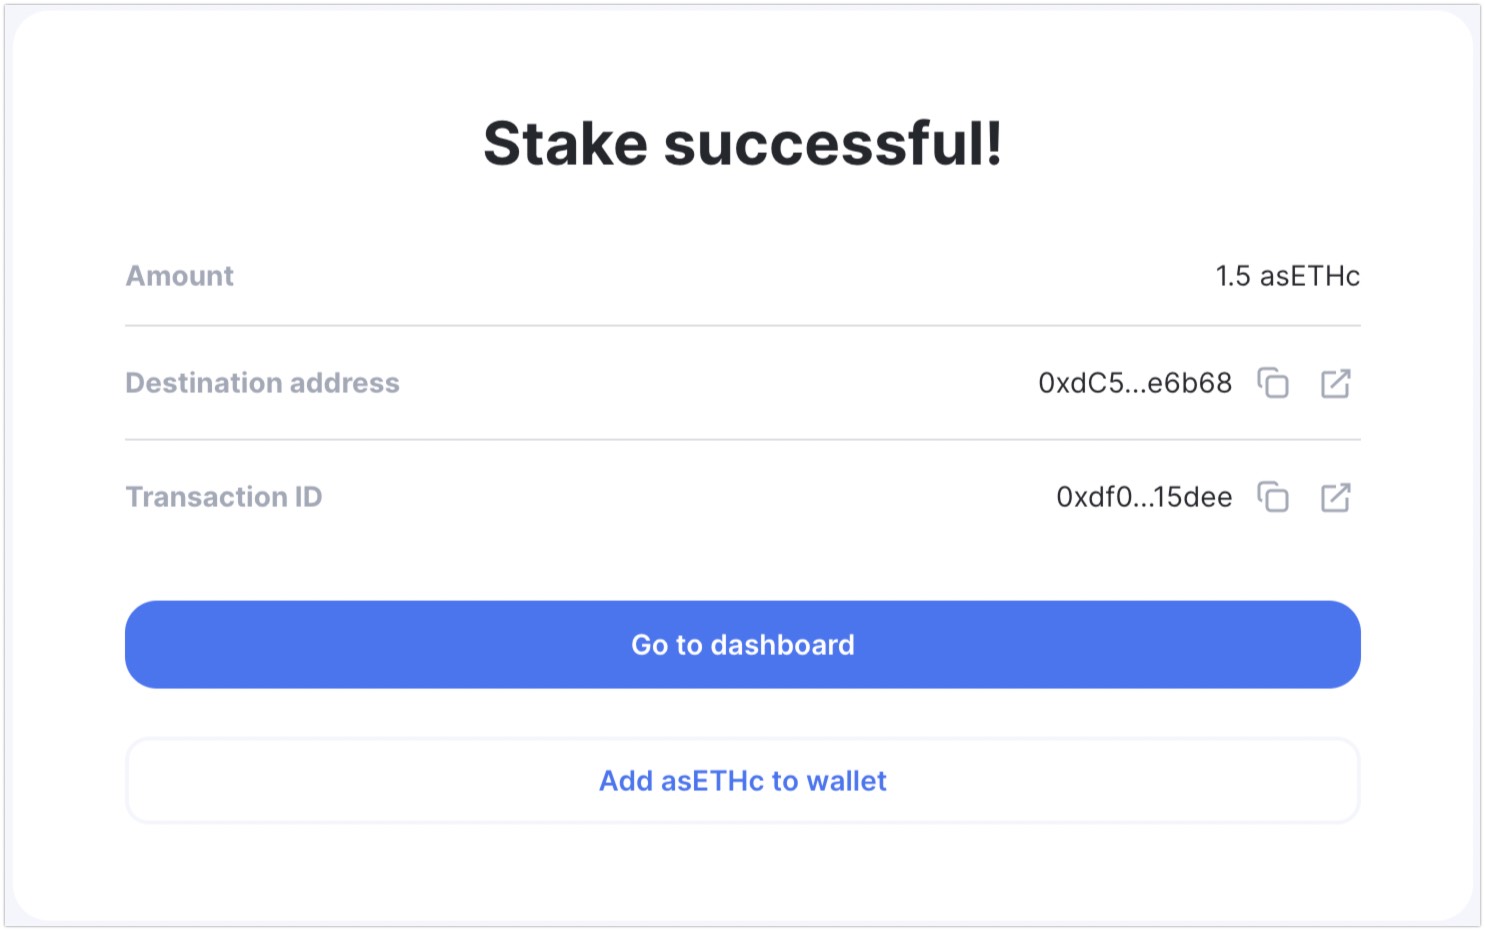 Stake successful!
Amount 1.5 asETHc
Destination address 0xdC5...e6b68
Transaction ID 0xdf0...15dee
Go to dashboard
Add asETHc to wallet